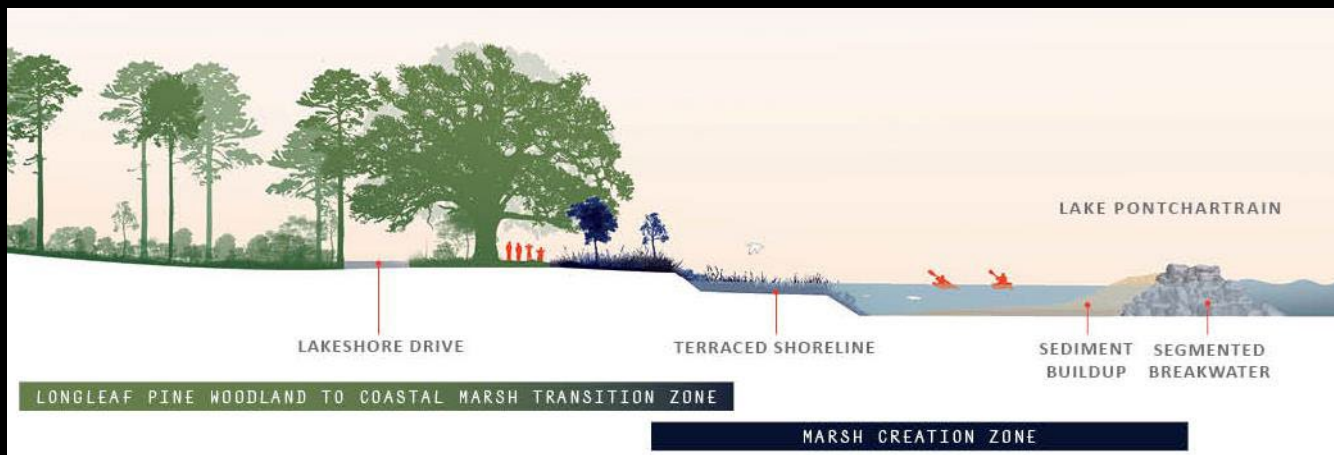 LAKE PONTCHARTRAIN
LAKESHORE DRIVE
TERRACED SHORELINE
SEDIMENT
BUILDUP
SEGMENTED
BREAKWATER
LONGLEAF PINE WOODLAND TO COASTAL MARSH TRANSITION ZONE
MARSH CREATION ZONE